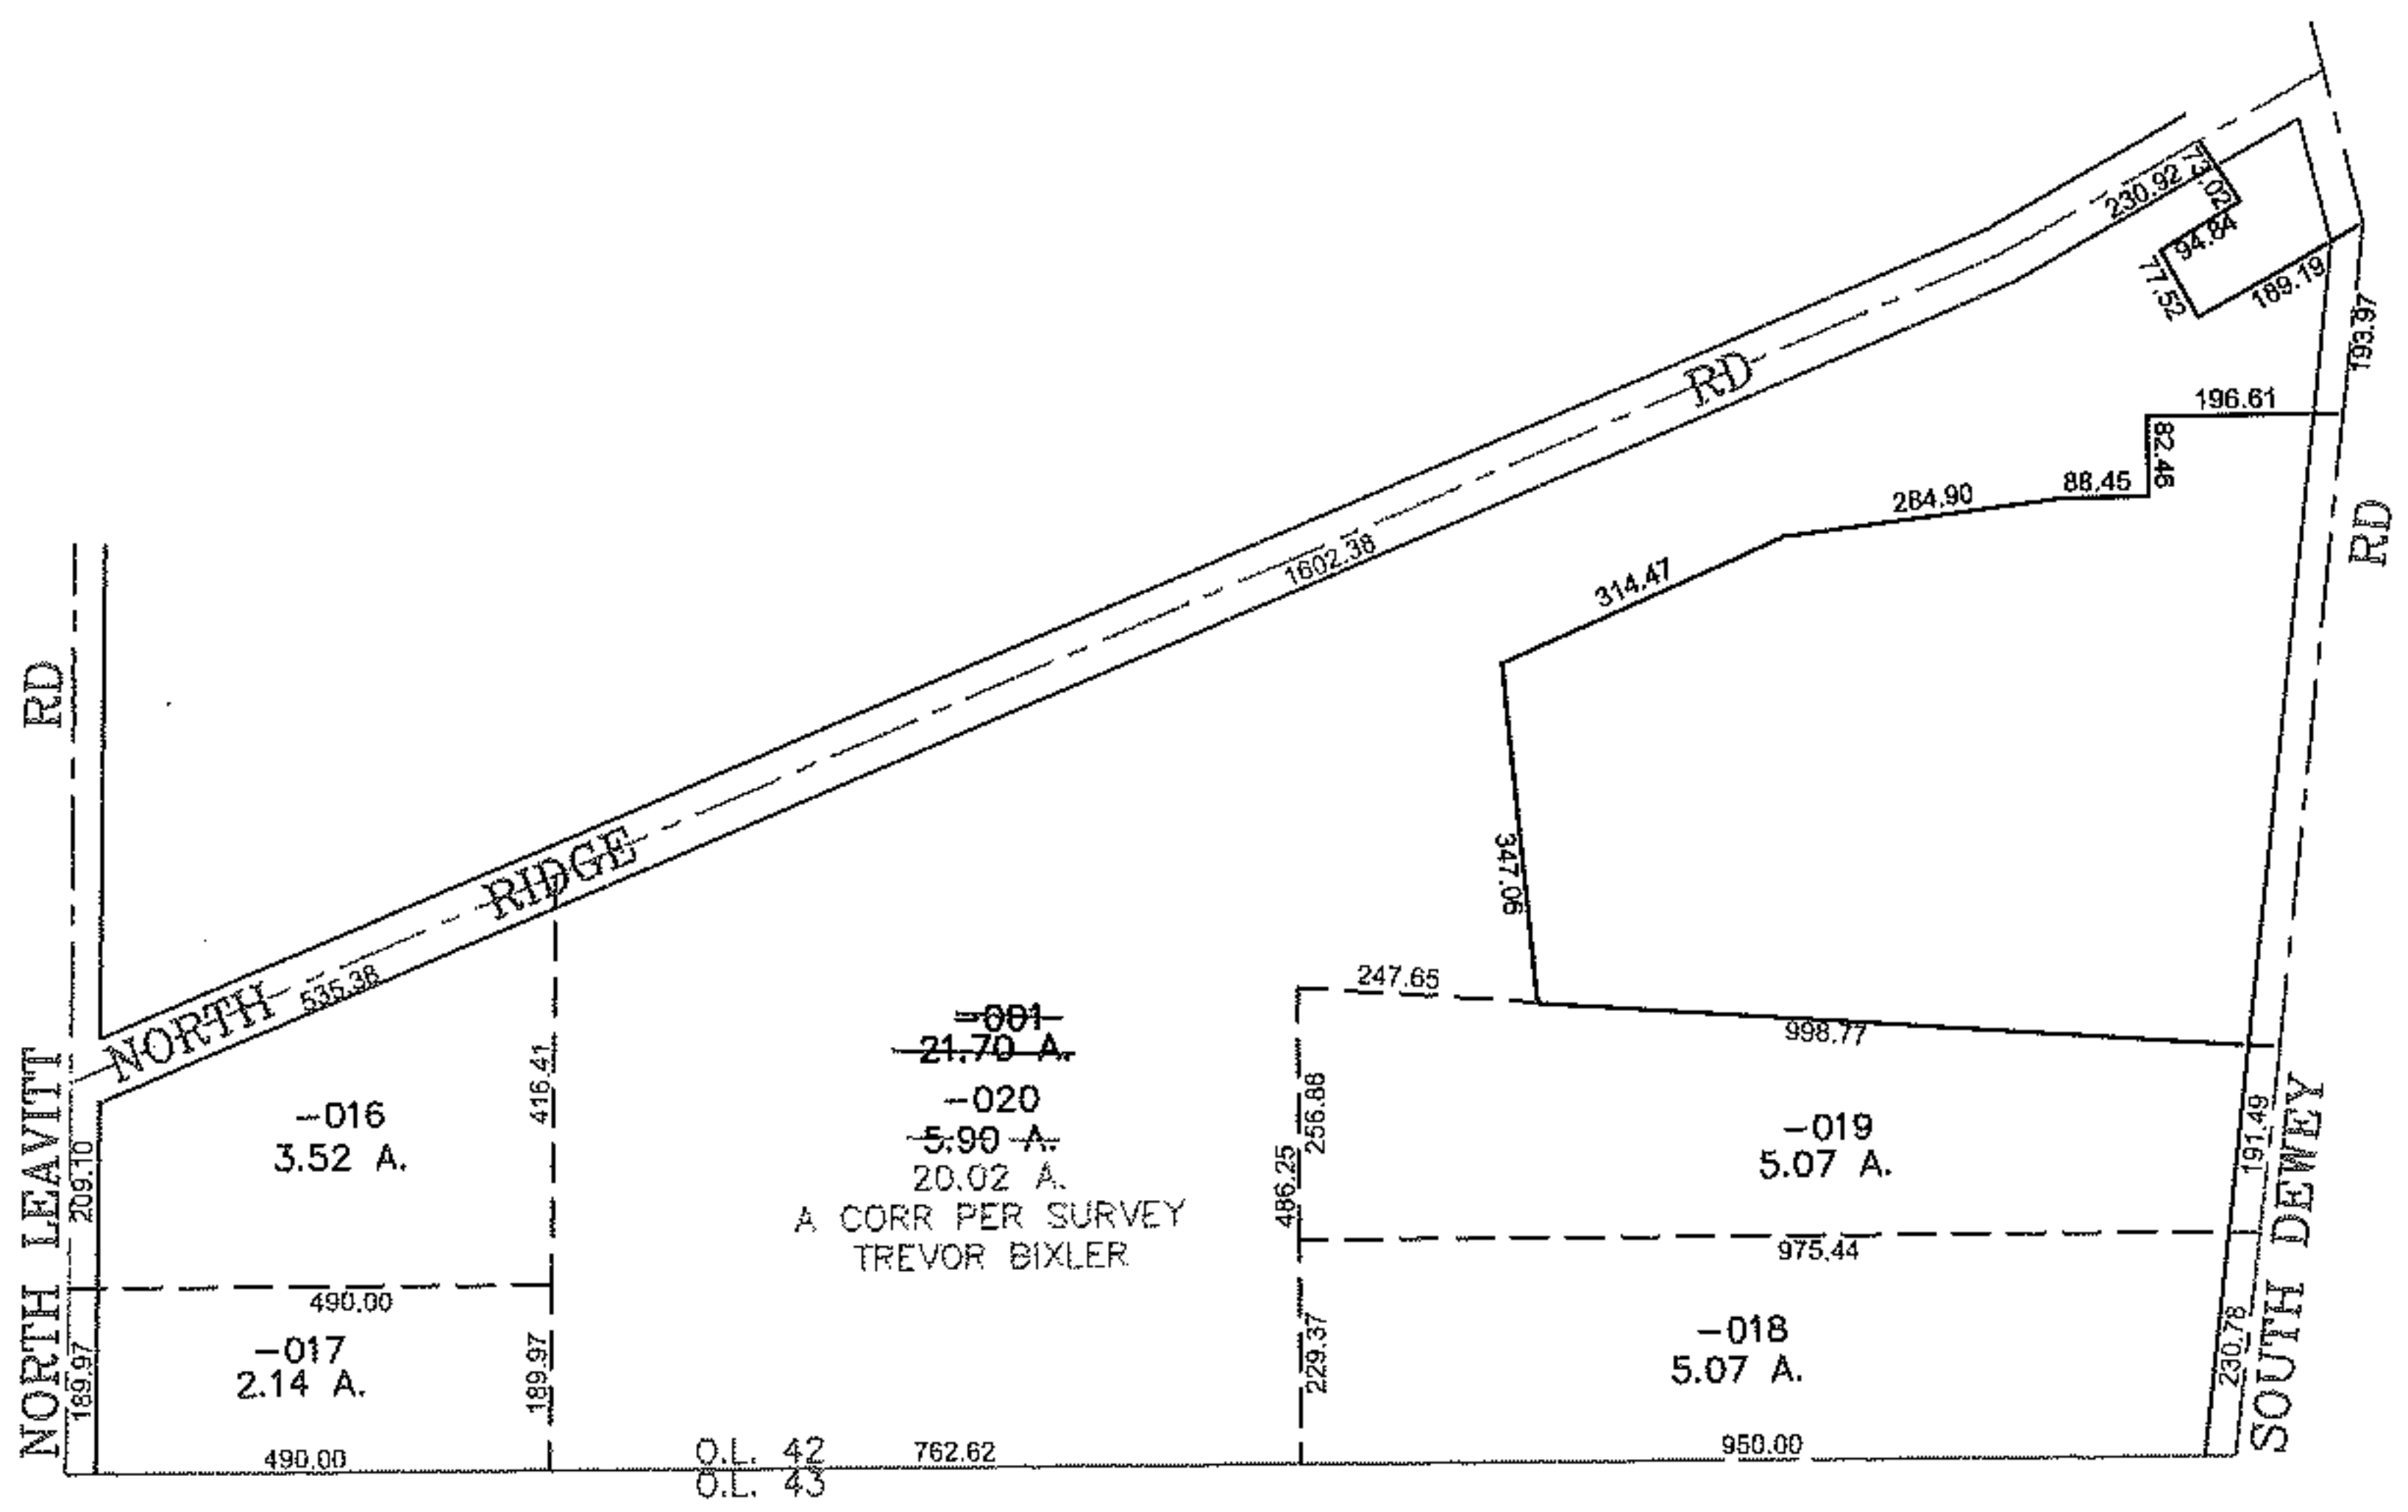 230.92
73.02
94.84
77.52
189.19
193.97
RD
196.61
82.46
88.45
284.90
RD
314.47
1602.38
RD
347.06
RIDGE
NORTH
535.38
247.65
998.77
-001
21.70 A.
416.41
256.88
-020
5.90 A.
20.02 A.
A CORR PER SURVEY
TREVOR BIXLER
-016
3.52 A.
209.10
-019
5.07 A.
191.49
486.25
975.44
490.00
NORTH LEAVITT
SOUTH DEWEY
-017
2.14 A.
189.97
189.97
229.37
-018
5.07 A.
230.78
490.00
O.L. 42
762.62
950.00
O.L. 43